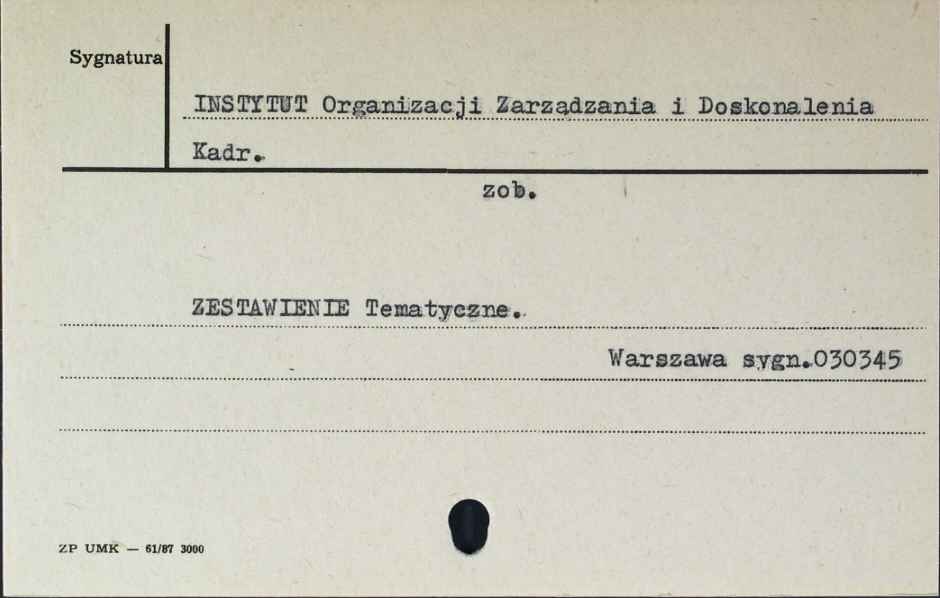 Sygnatura
INSTYTUT Organizacji Zarządzania i Doskonalenia
Kadr.
zob.
ZESTAWIENIE Tematyczne.
Warszawa sygn.030345
ZP UMK — 61/87 3000